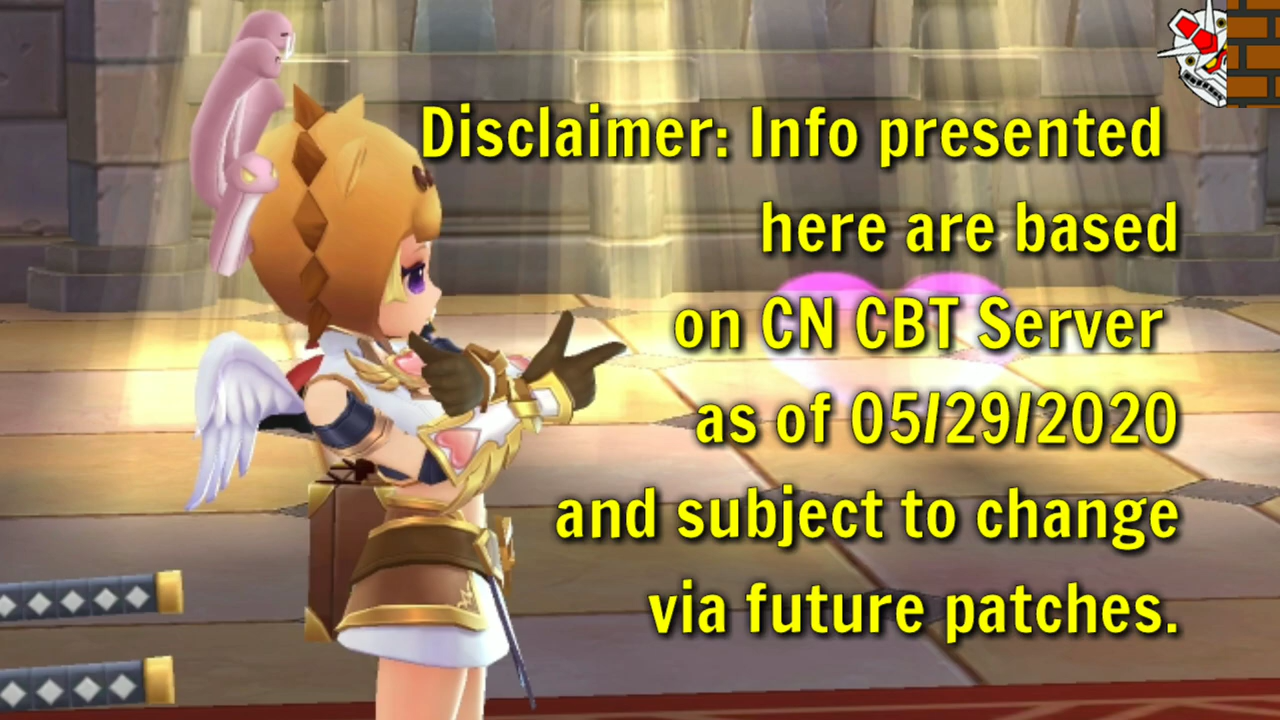 Disclaimer: Info presented
here are based
on CN CBT Server
as of 05/29/2020
and subject to change
via future patches.